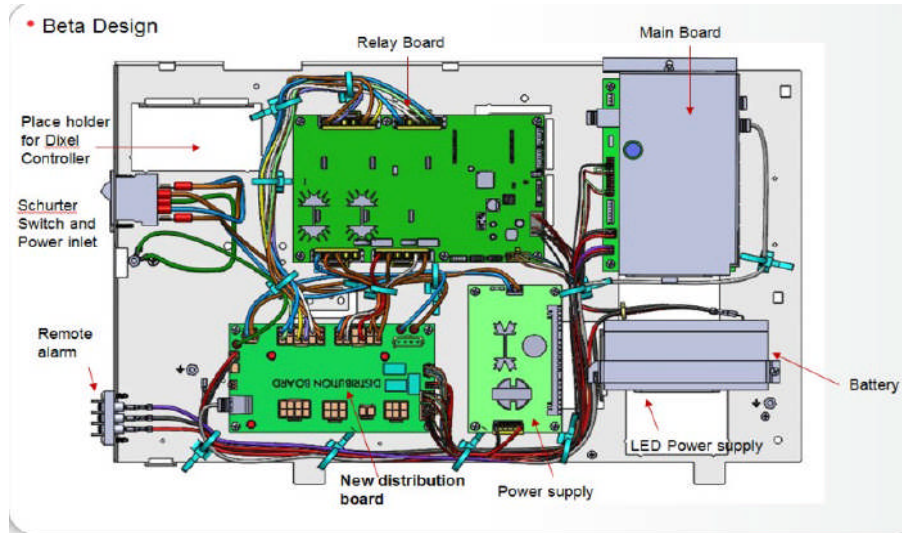 • Beta Design
Relay Board
Main Board
Place holder
for Dixel
Controller
Schurter
Switch and
Power inlet
Remote
alarm
DISTRIBUTION BOARD
Battery
LED Power supply
New distribution
board
Power supply